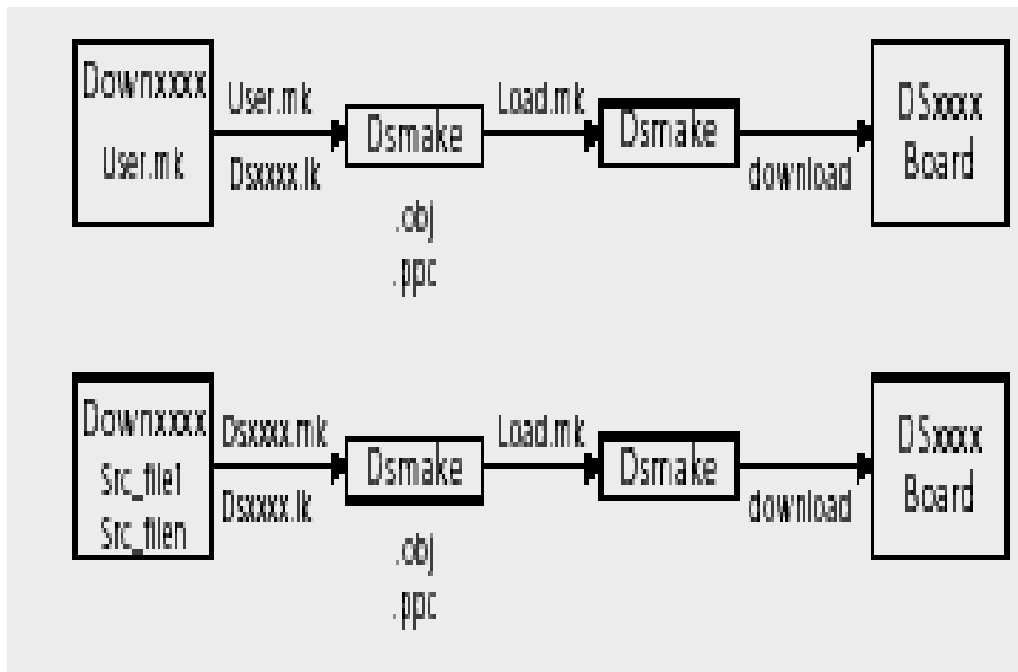 Downxxxx
User.mk
User.mk
Dsxxxx.lk
Dsmake
.obj
.ppc
Load.mk
Dsmake
download
DSxxxx
Board
Downxxxx
Src_file1
Src_filen
Dsxxxx.mk
Dsxxxx.lk
Dsmake
.obj
.ppc
Load.mk
Dsmake
download
DSxxxx
Board